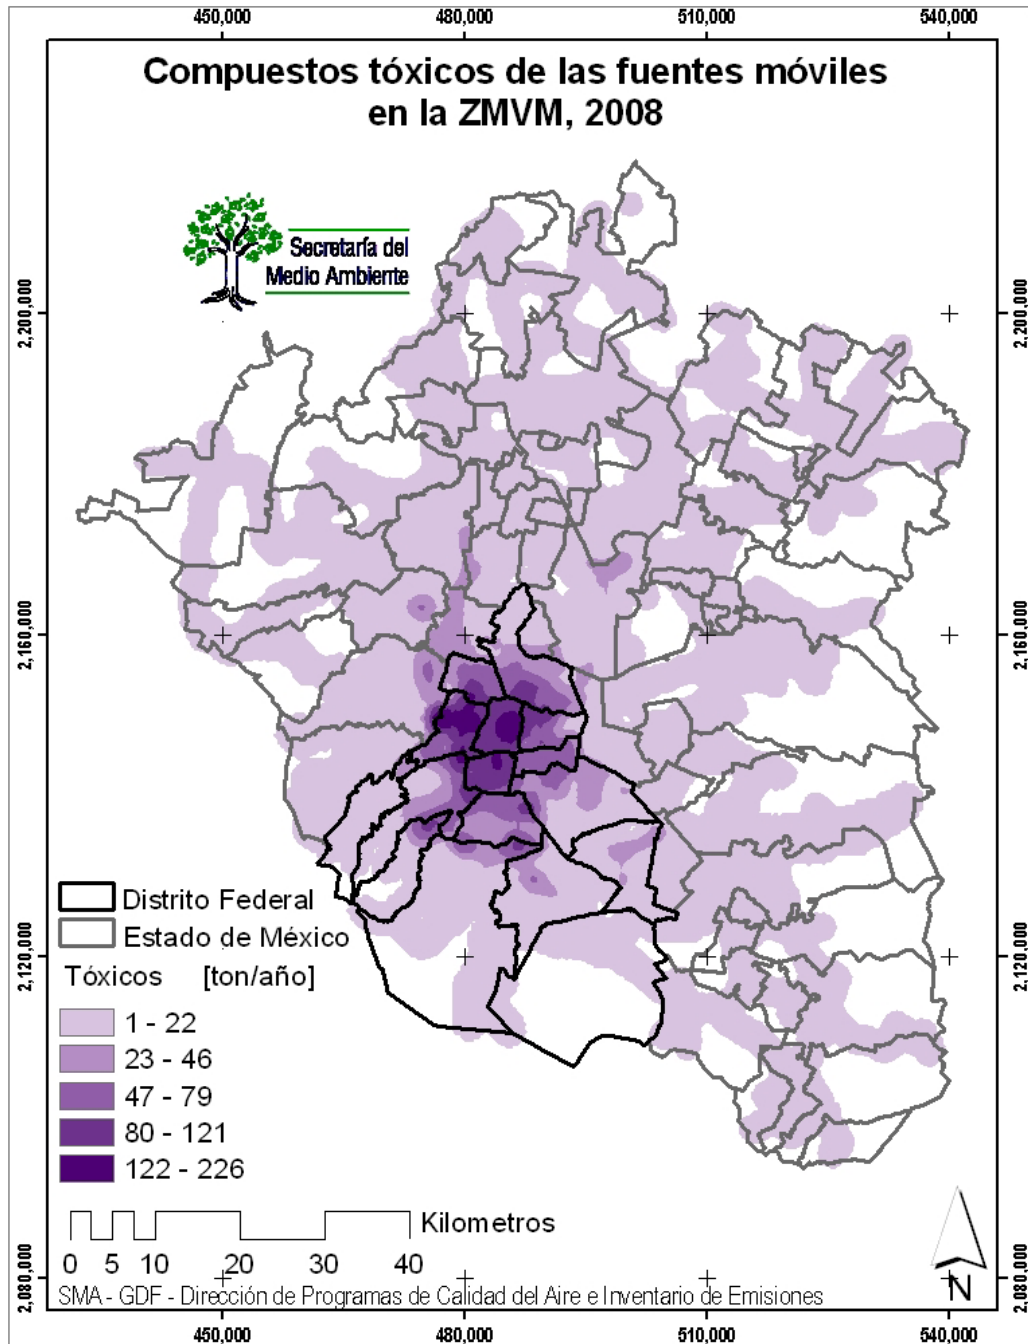 450,000 480,000 510,000 540,000
Compuestos tóxicos de las fuentes móviles
en la ZMVM, 2008
Secretaría del
Medio Ambiente
2,200,000 2,200,000
2,160,000 2,160,000
Distrito Federal
Estado de México
2,120,000 2,120,000
Tóxicos [ton/año]
1 - 22
23 - 46
47 - 79
80 - 121
122 - 226
Kilometros
0 5 10 20 30 40
N
2,080,000 2,080,000
SMA - GDF - Dirección de Programas de Calidad del Aire e Inventario de Emisiones
450,000 480,000 510,000 540,000